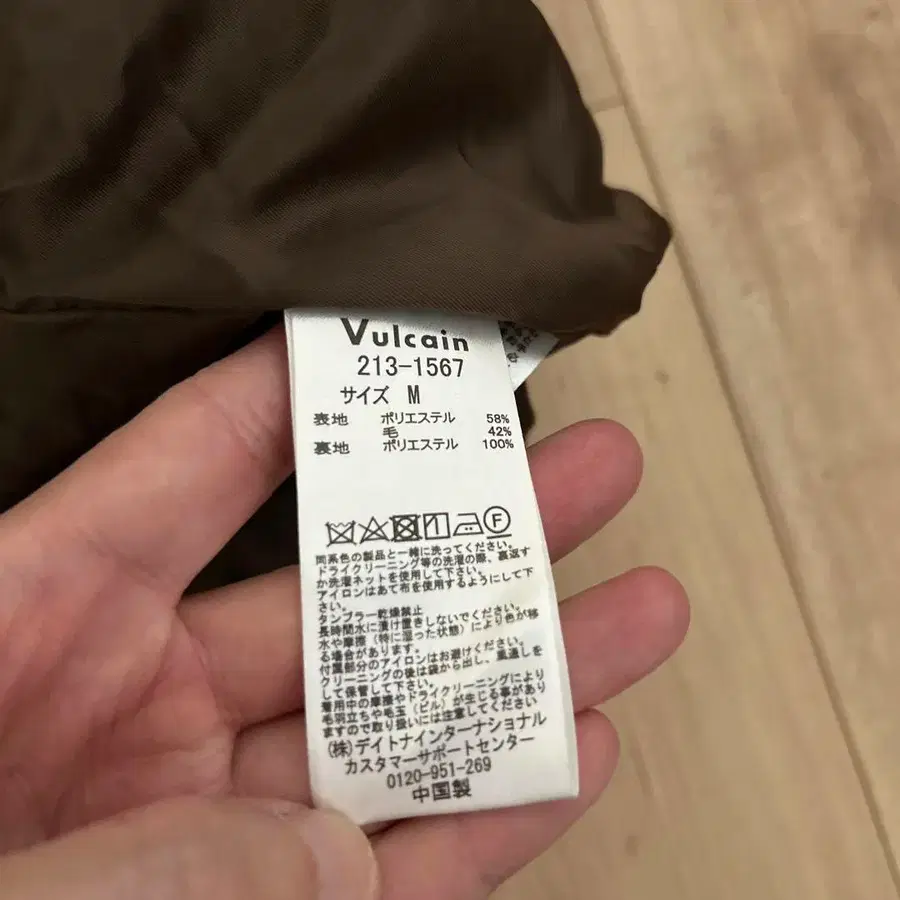 Vulcain
213-1567
サイズ M
表地 ポリエステル 58%
毛 42%
裏地 ポリエステル 100%
F
同系色の製品と一緒に洗ってください。
ドライクリーニング等の洗濯の際、裏返す
か洗濯ネットを使用して下さい。
アイロンはあて布を使用するようにして下
さい。
タンブラー乾燥禁止
長時間水に漬け置きしないでください。
水や摩擦(特に湿った状態)により色が移
る場合があります。
付属部分のアイロンはお避けください。
クリーニングの後は袋から出し、風通しを
して保管して下さい。
着用中の摩擦やドライクリーニングにより
毛羽立ちや毛玉(ピル)が生じる事があり
ますので取り扱いには注意してください
(株)デイトナインターナショナル
カスタマーサポートセンター
0120-951-269
中国製